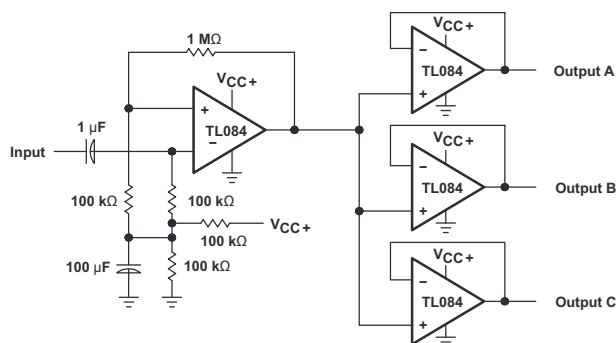 1 MΩ
VCC+
+
TL084
−
1 µF
Input
100 kΩ
100 kΩ
100 kΩ
VCC+
100 µF
100 kΩ
VCC+
−
TL084
+
Output A
VCC+
−
TL084
+
Output B
VCC+
−
TL084
+
Output C